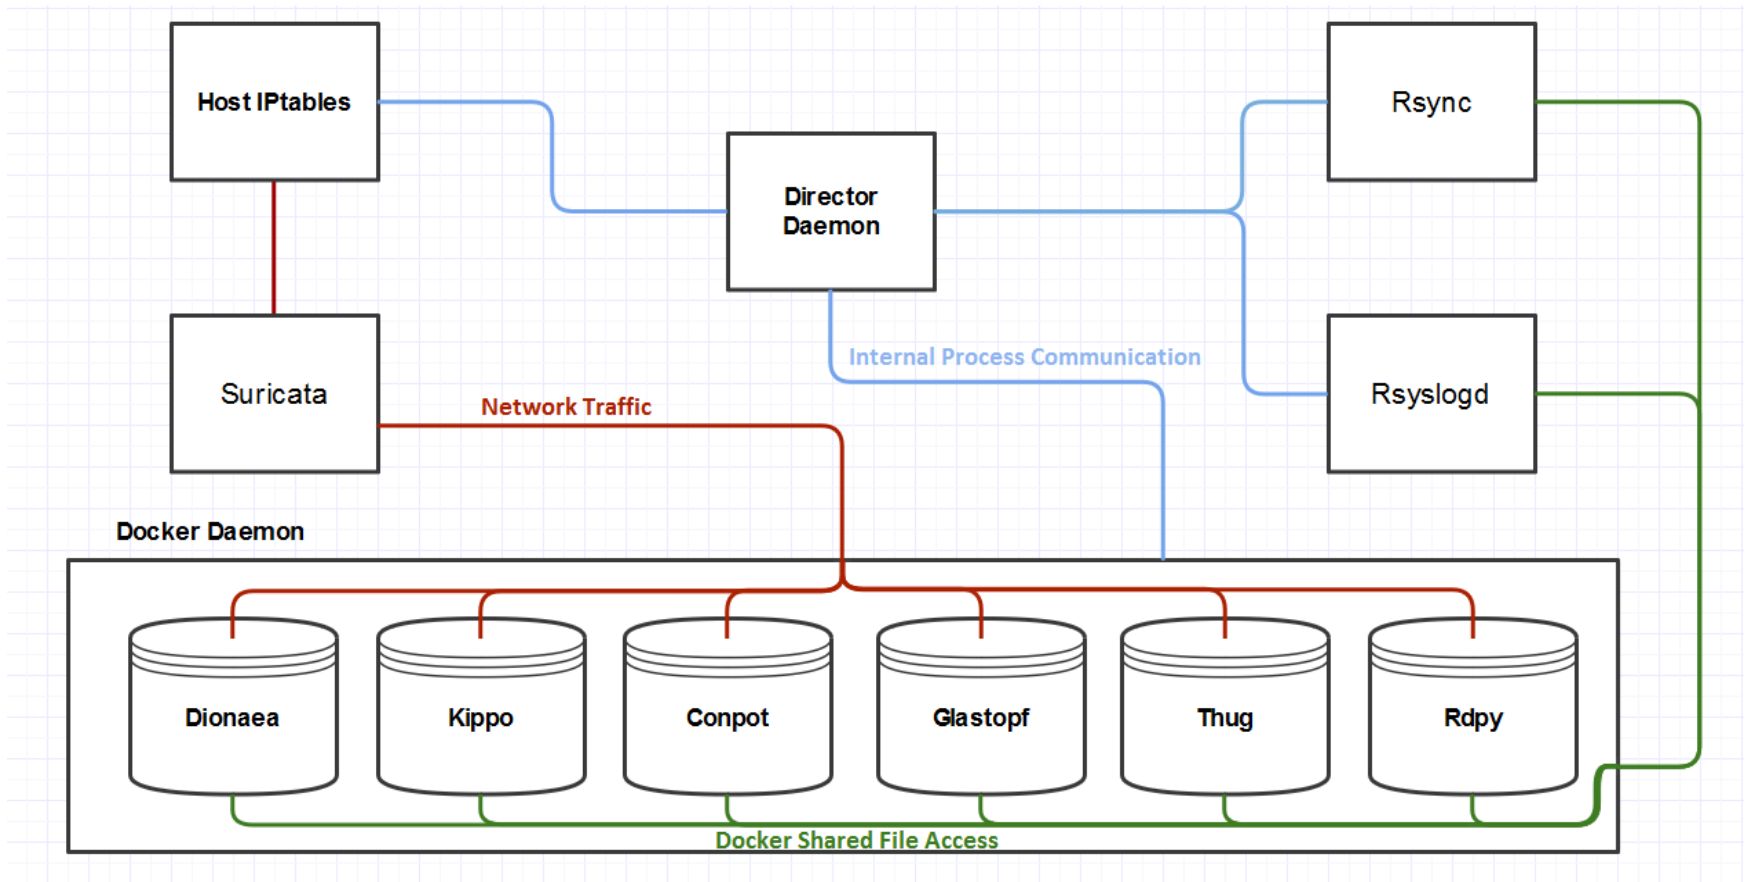 Host IPtables
Rsync
Director
Daemon
Internal Process Communication
Suricata
Network Traffic
Rsyslogd
Docker Daemon
Dionaea
Kippo
Conpot
Glastopf
Thug
Rdpy
Docker Shared File Access